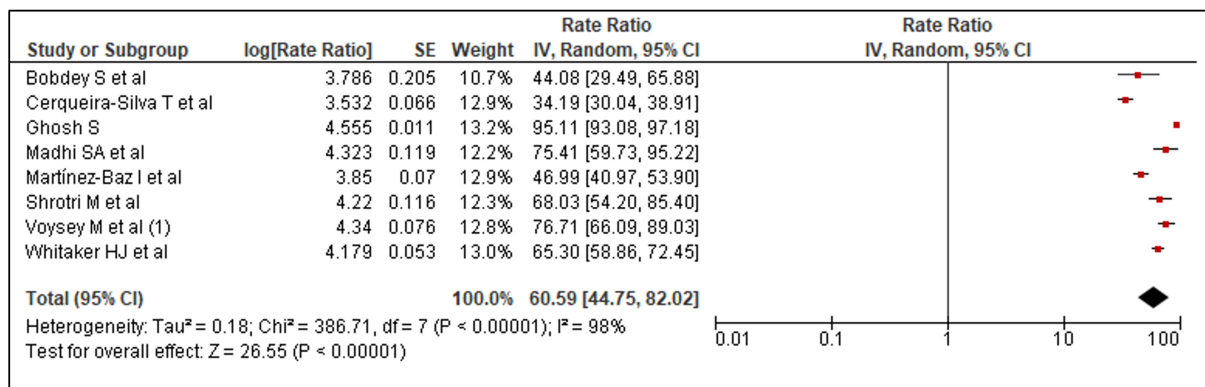 Rate Ratio Rate Ratio
Study or Subgroup log[Rate Ratio] SE Weight IV, Random, 95% CI IV, Random, 95% CI
Bobdey S et al 3.786 0.205 10.7% 44.08 [29.49, 65.88]
Cerqueira-Silva T et al 3.532 0.066 12.9% 34.19 [30.04, 38.91]
Ghosh S 4.555 0.011 13.2% 95.11 [93.08, 97.18]
Madhi SA et al 4.323 0.119 12.2% 75.41 [59.73, 95.22]
Martínez-Baz I et al 3.85 0.07 12.9% 46.99 [40.97, 53.90]
Shrotri M et al 4.22 0.116 12.3% 68.03 [54.20, 85.40]
Voysey M et al (1) 4.34 0.076 12.8% 76.71 [66.09, 89.03]
Whitaker HJ et al 4.179 0.053 13.0% 65.30 [58.86, 72.45]
Total (95% CI) 100.0% 60.59 [44.75, 82.02]
Heterogeneity: Tau² = 0.18; Chi² = 386.71, df = 7 (P < 0.00001); I² = 98%
Test for overall effect: Z = 26.55 (P < 0.00001)
0.01 0.1 1 10 100